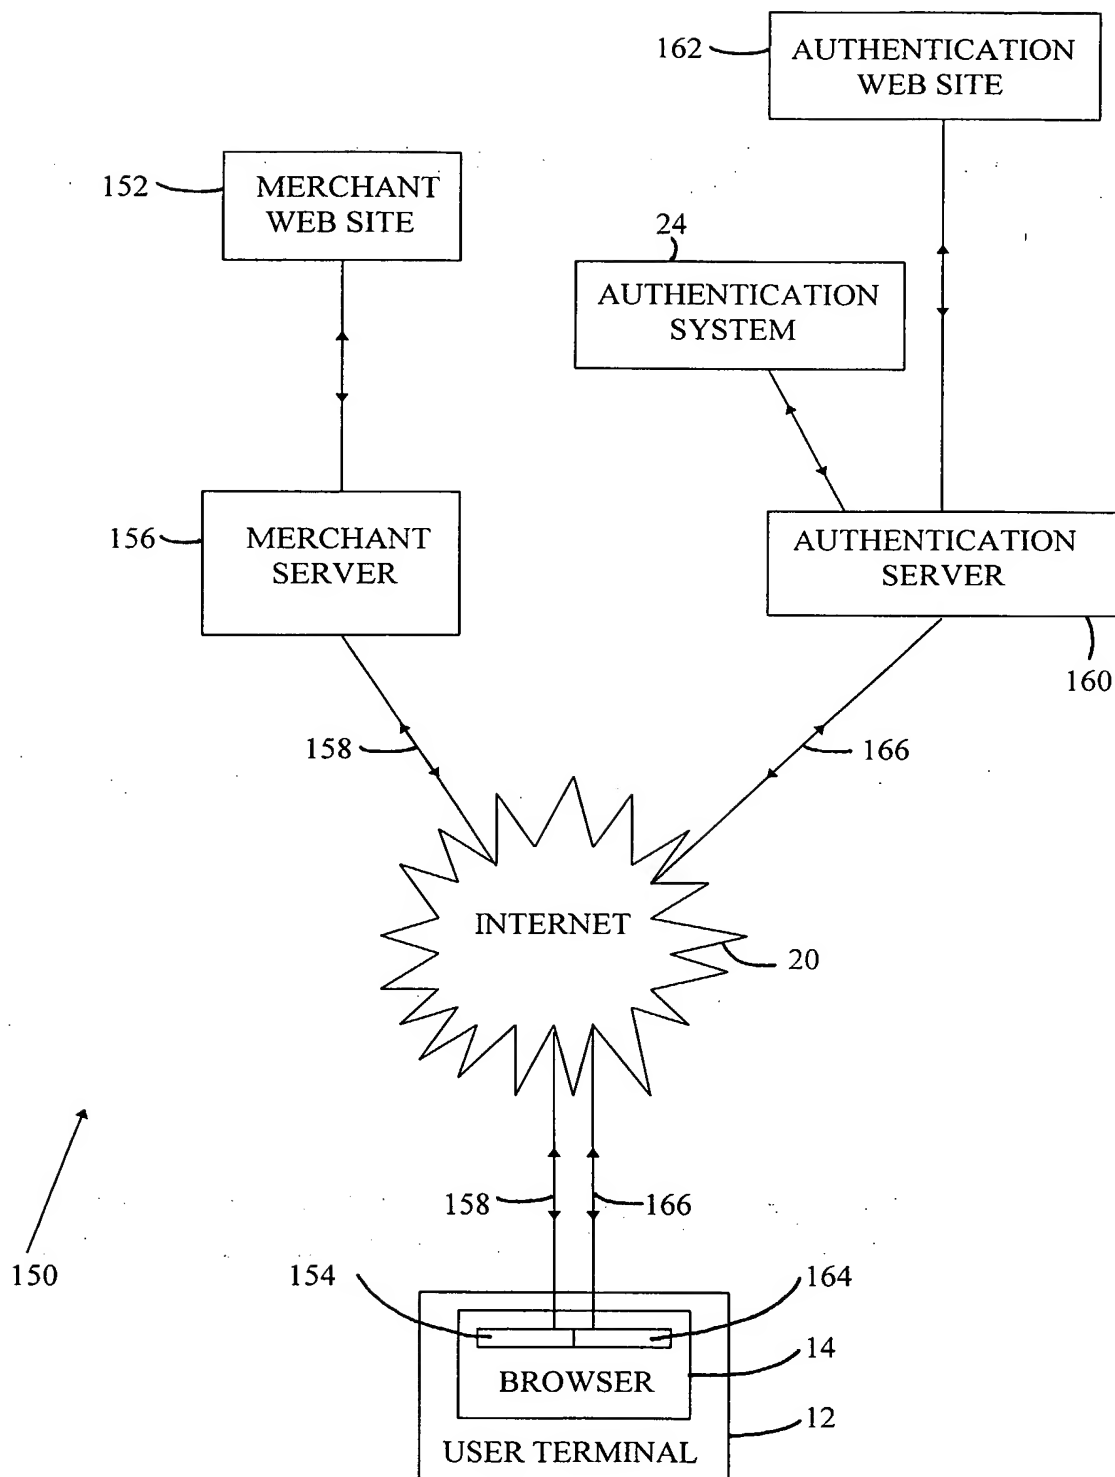 162
AUTHENTICATION
WEB SITE
152
MERCHANT
WEB SITE
24
AUTHENTICATION
SYSTEM
156
MERCHANT
SERVER
AUTHENTICATION
SERVER
160
158
166
INTERNET
20
158
166
150
154
164
14
BROWSER
12
USER TERMINAL